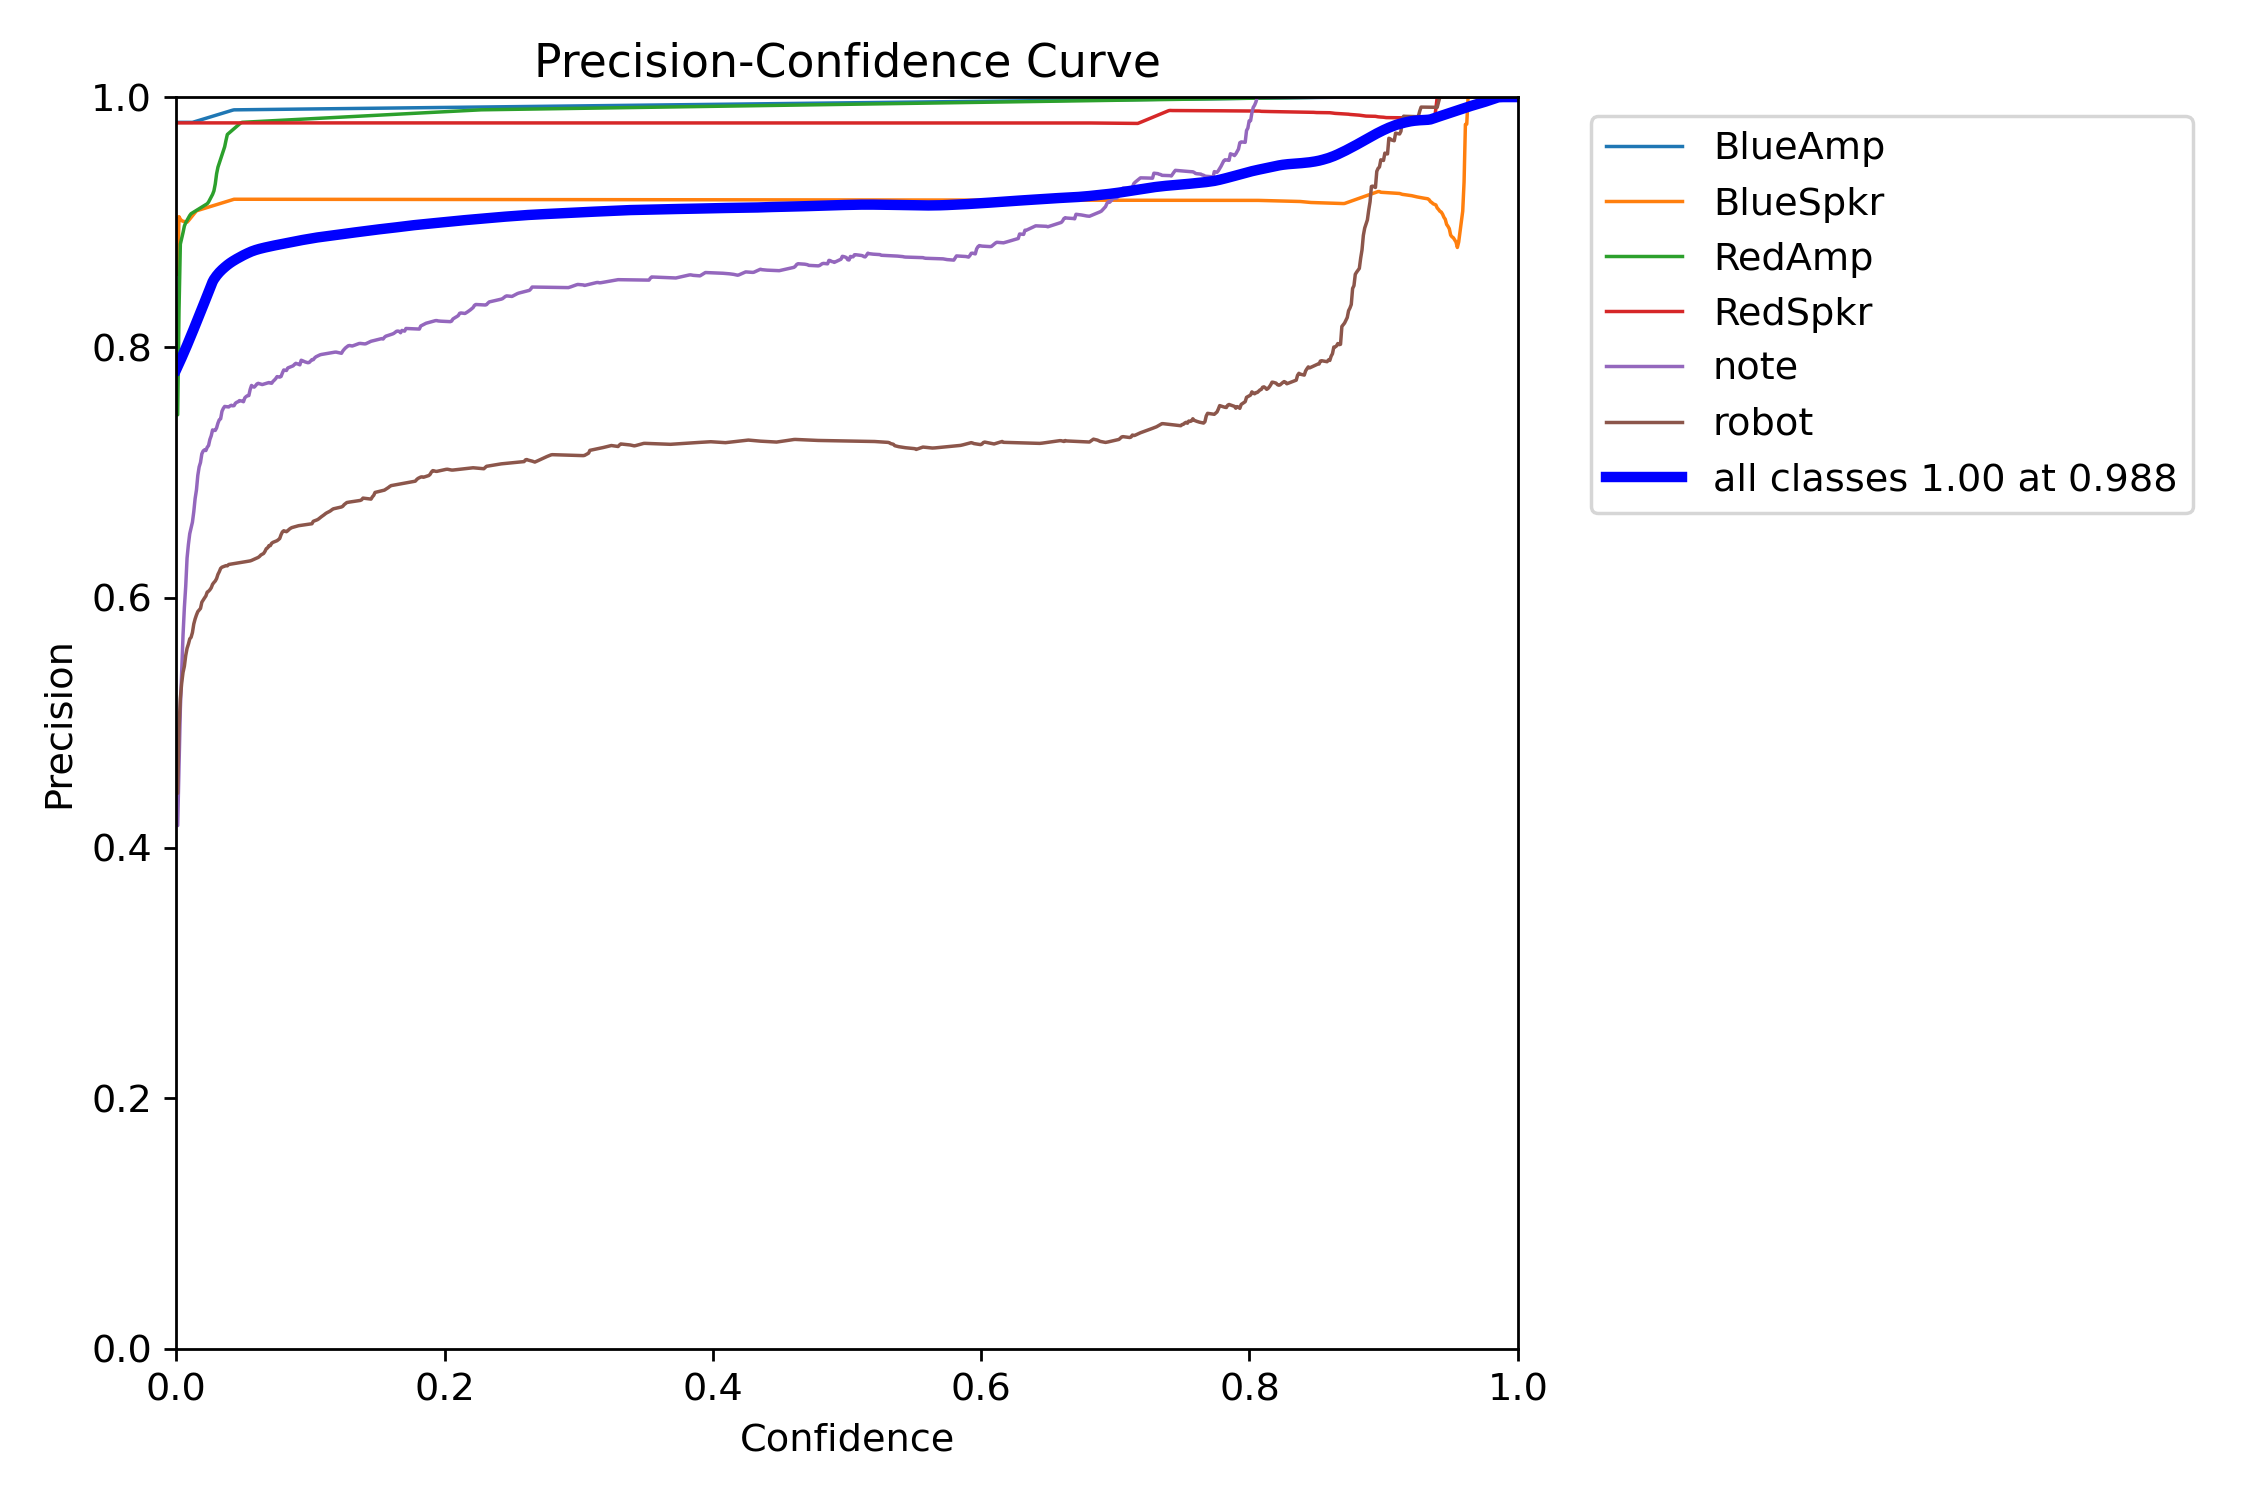 Precision-Confidence Curve
1.0
0.8
0.6
0.4
0.2
0.0
Precision
0.0 0.2 0.4 0.6 0.8 1.0
Confidence
BlueAmp
BlueSpkr
RedAmp
RedSpkr
note
robot
all classes 1.00 at 0.988